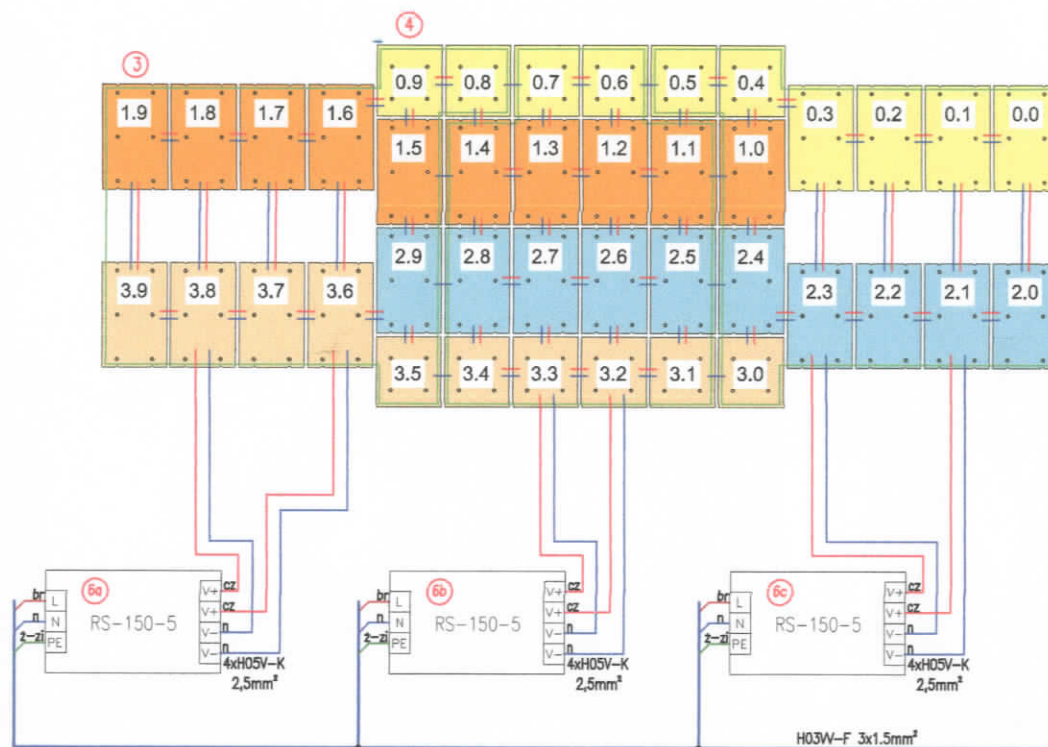 4
3
0.9 0.8 0.7 0.6 0.5 0.4
1.9 1.8 1.7 1.6
0.3 0.2 0.1 0.0
1.5 1.4 1.3 1.2 1.1 1.0
2.9 2.8 2.7 2.6 2.5 2.4
3.9 3.8 3.7 3.6
2.3 2.2 2.1 2.0
3.5 3.4 3.3 3.2 3.1 3.0
6a
br L
n N
ż-zi PE
RS-150-5
V+ cz
V+ cz
V- n
V- n
4xH05V-K
2,5mm²
6b
br L
n N
ż-zi PE
RS-150-5
V+ cz
V+ cz
V- n
V- n
4xH05V-K
2,5mm²
6c
br L
n N
ż-zi PE
RS-150-5
V+ cz
V+ cz
V- n
V- n
4xH05V-K
2,5mm²
H03VV-F 3x1.5mm²